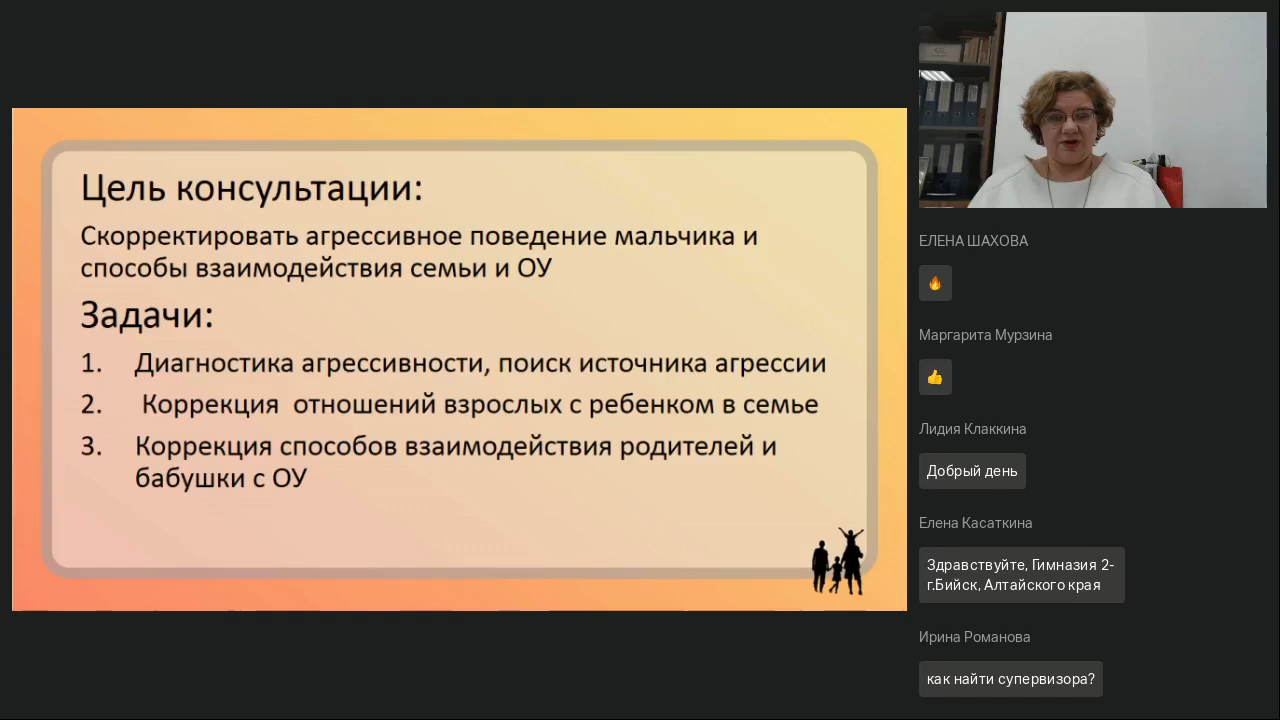 Цель консультации:
Скорректировать агрессивное поведение мальчика и
способы взаимодействия семьи и ОУ
Задачи:
1. Диагностика агрессивности, поиск источника агрессии
2. Коррекция отношений взрослых с ребенком в семье
3. Коррекция способов взаимодействия родителей и
бабушки с ОУ
ЕЛЕНА ШАХОВА
🔥
Маргарита Мурзина
👍
Лидия Клаккина
Добрый день
Елена Касаткина
Здравствуйте, Гимназия 2-
г.Бийск, Алтайского края
Ирина Романова
как найти супервизора?